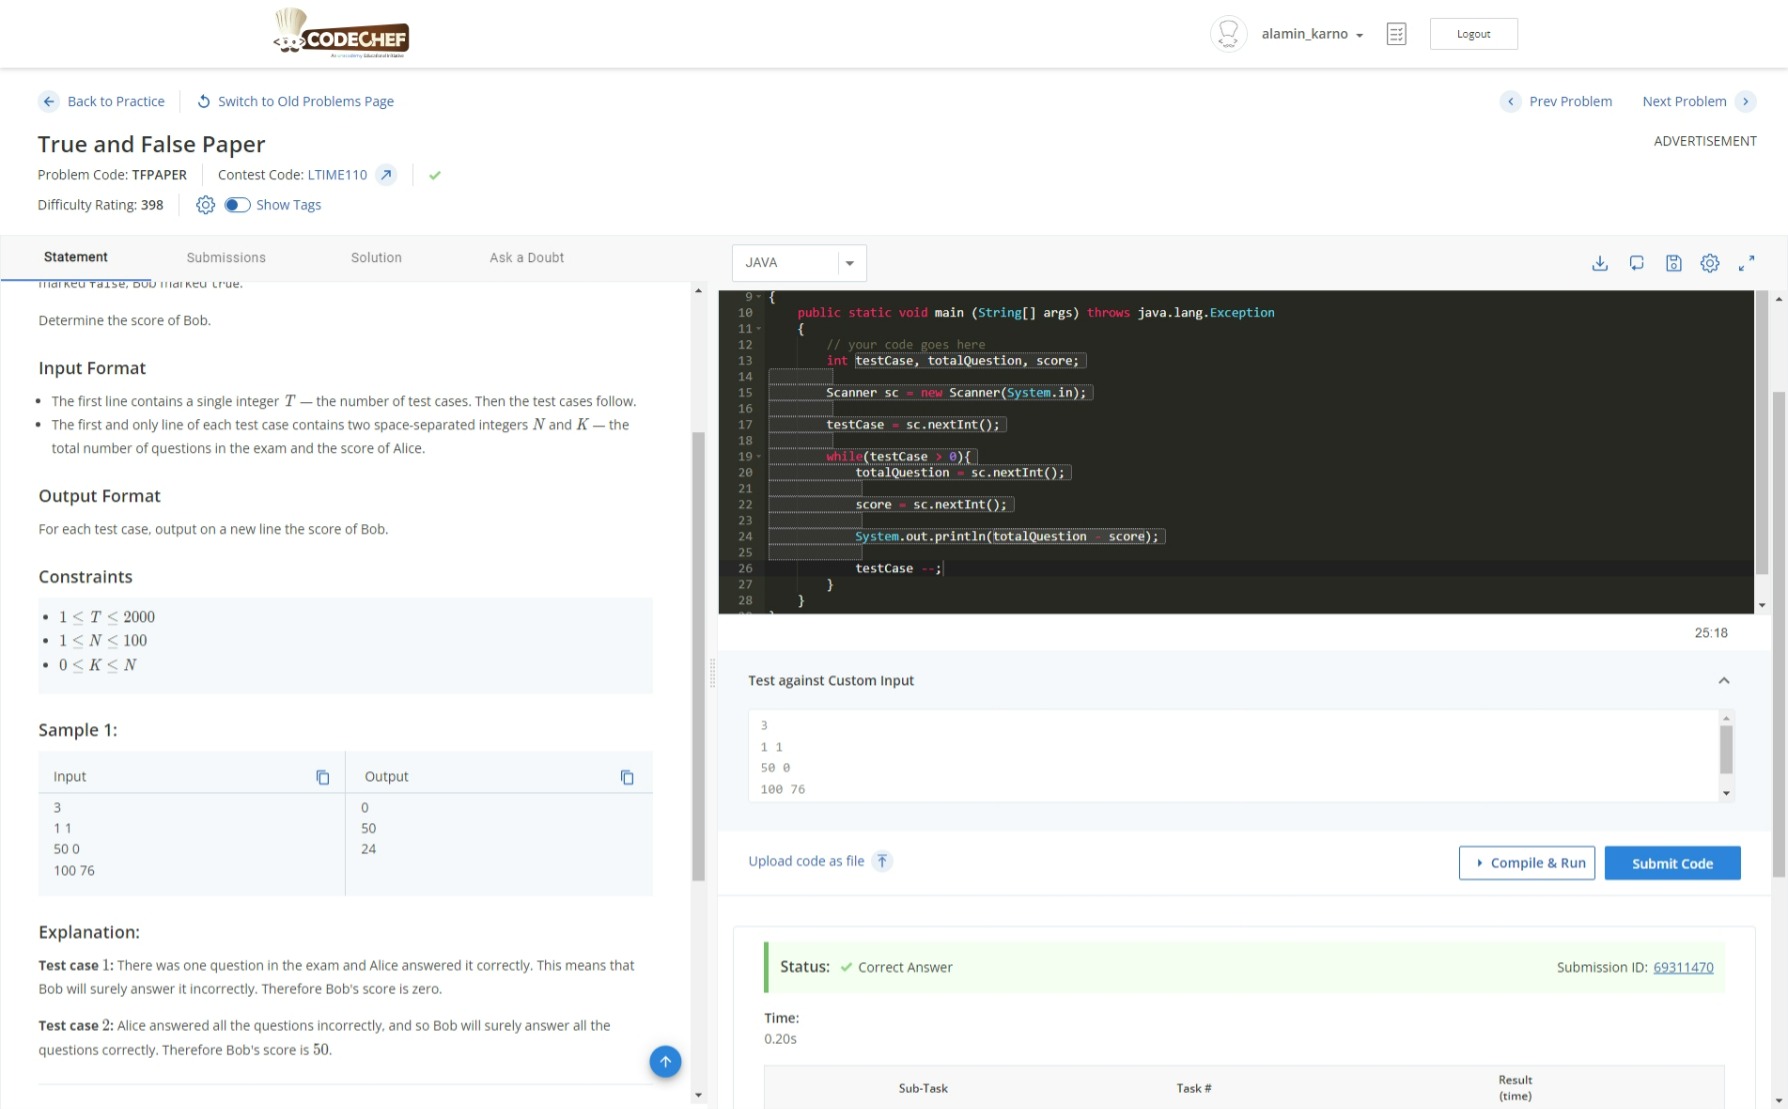 CODECHEF
alamin_karno
Logout
Back to Practice
Switch to Old Problems Page
Prev Problem
Next Problem
True and False Paper
ADVERTISEMENT
Problem Code: TFPAPER
Contest Code: LTIME110
Difficulty Rating: 398
Show Tags
Statement
Submissions
Solution
Ask a Doubt
JAVA
marked false, Bob marked true.
Determine the score of Bob.
Input Format
• The first line contains a single integer T — the number of test cases. Then the test cases follow.
• The first and only line of each test case contains two space-separated integers N and K — the
total number of questions in the exam and the score of Alice.
Output Format
For each test case, output on a new line the score of Bob.
Constraints
• 1 ≤ T ≤ 2000
• 1 ≤ N ≤ 100
• 0 ≤ K ≤ N
Sample 1:
Input
Output
3
0
1 1
50
50 0
24
100 76
Explanation:
Test case 1: There was one question in the exam and Alice answered it correctly. This means that
Bob will surely answer it incorrectly. Therefore Bob's score is zero.
Test case 2: Alice answered all the questions incorrectly, and so Bob will surely answer all the
questions correctly. Therefore Bob's score is 50.
9 {
10 public static void main (String[] args) throws java.lang.Exception
11 {
12 // your code goes here
13 int testCase, totalQuestion, score;
14
15 Scanner sc = new Scanner(System.in);
16
17 testCase = sc.nextInt();
18
19 while(testCase > 0){
20 totalQuestion = sc.nextInt();
21
22 score = sc.nextInt();
23
24 System.out.println(totalQuestion - score);
25
26 testCase --;
27 }
28 }
25:18
Test against Custom Input
3
1 1
50 0
100 76
Upload code as file
Compile & Run
Submit Code
Status: Correct Answer
Submission ID: 69311470
Time:
0.20s
Sub-Task
Task #
Result
(time)